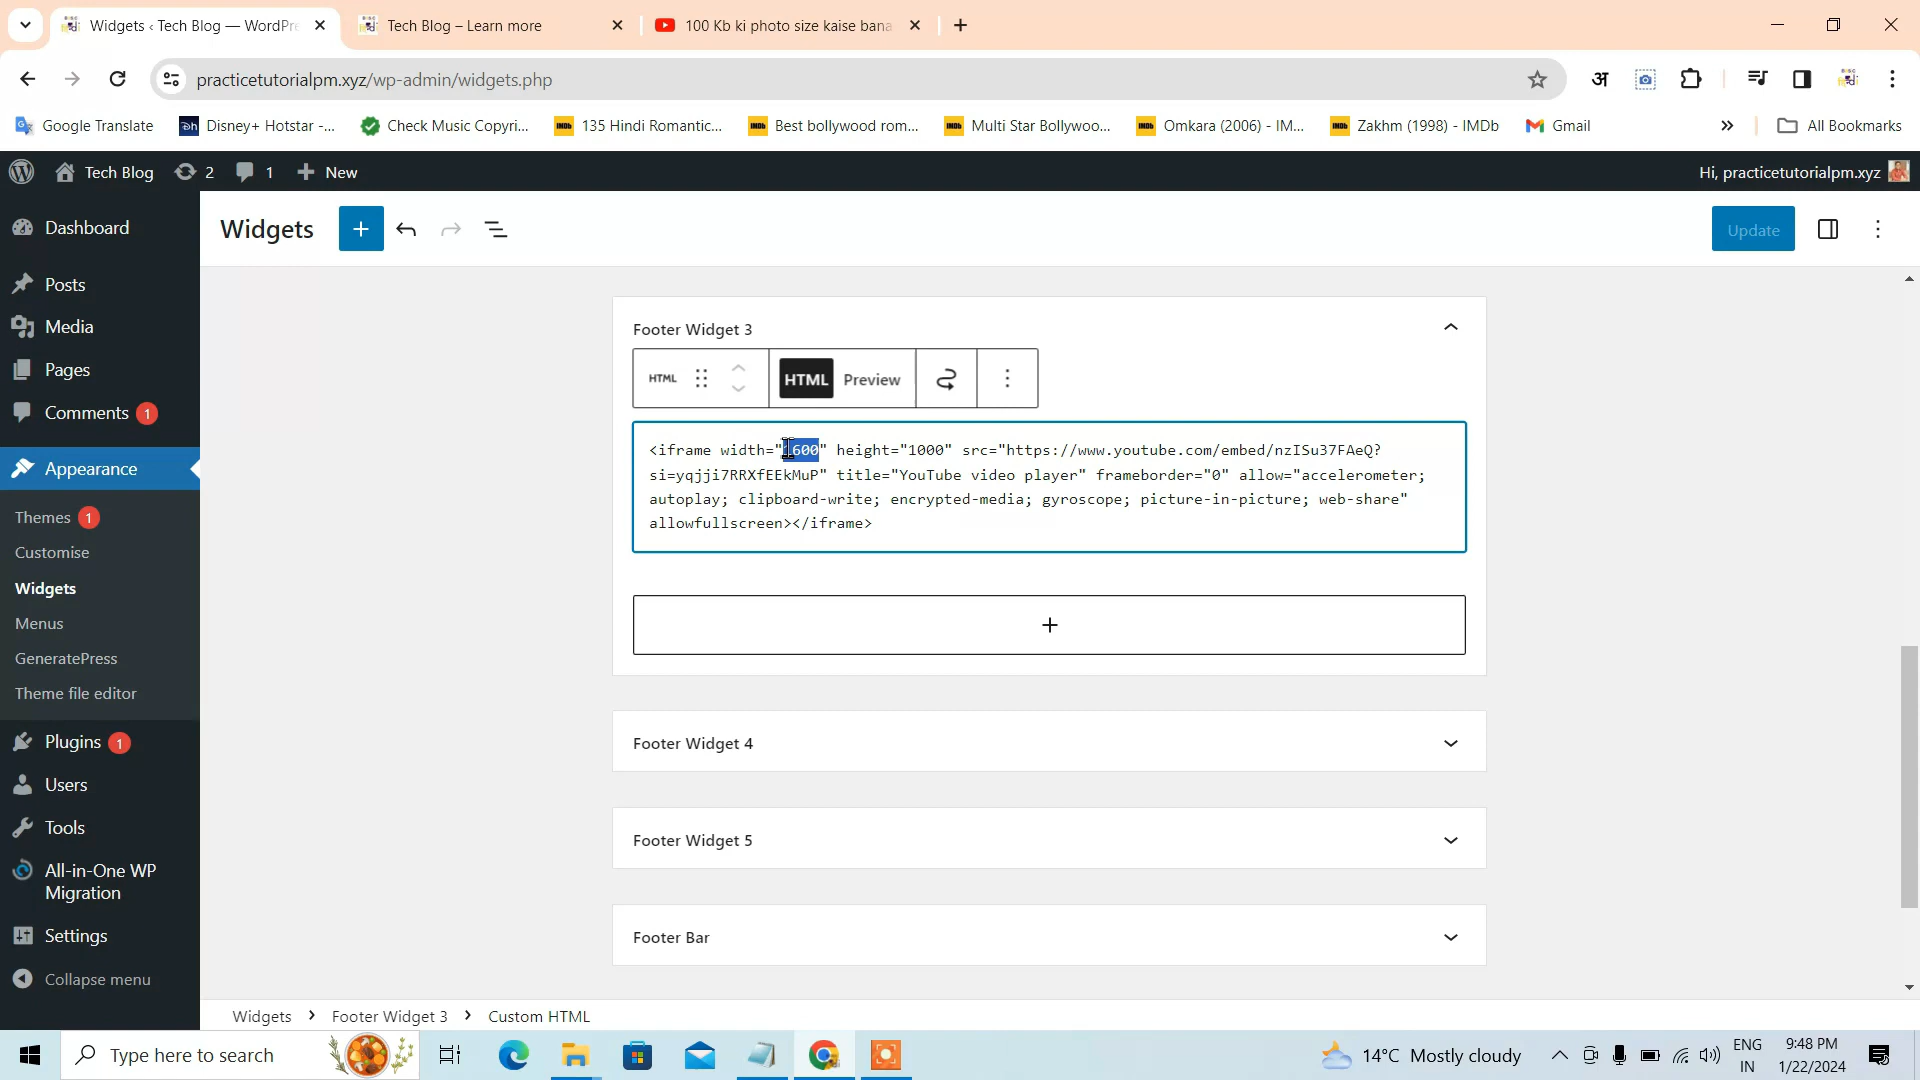 Widgets ‹ Tech Blog — WordPre
Tech Blog – Learn more
100 Kb ki photo size kaise bana
practicetutorialpm.xyz/wp-admin/widgets.php
अ
Google Translate
Disney+ Hotstar -...
Check Music Copyri...
135 Hindi Romantic...
Best bollywood rom...
Multi Star Bollywoo...
Omkara (2006) - IM...
Zakhm (1998) - IMDb
Gmail
All Bookmarks
Tech Blog
2
1
New
Hi, practicetutorialpm.xyz
Dashboard
Posts
Media
Pages
Comments 1
Appearance
Themes 1
Customise
Widgets
Menus
GeneratePress
Theme file editor
Plugins 1
Users
Tools
All-in-One WP
Migration
Settings
Collapse menu
Widgets
Update
Footer Widget 3
HTML
HTML
Preview
<iframe width="1600" height="1000" src="https://www.youtube.com/embed/nzISu37FAeQ?
si=yqjji7RRXfEEkMuP" title="YouTube video player" frameborder="0" allow="accelerometer;
autoplay; clipboard-write; encrypted-media; gyroscope; picture-in-picture; web-share"
allowfullscreen></iframe>
Footer Widget 4
Footer Widget 5
Footer Bar
Widgets > Footer Widget 3 > Custom HTML
Type here to search
14°C Mostly cloudy
ENG
IN
9:48 PM
1/22/2024